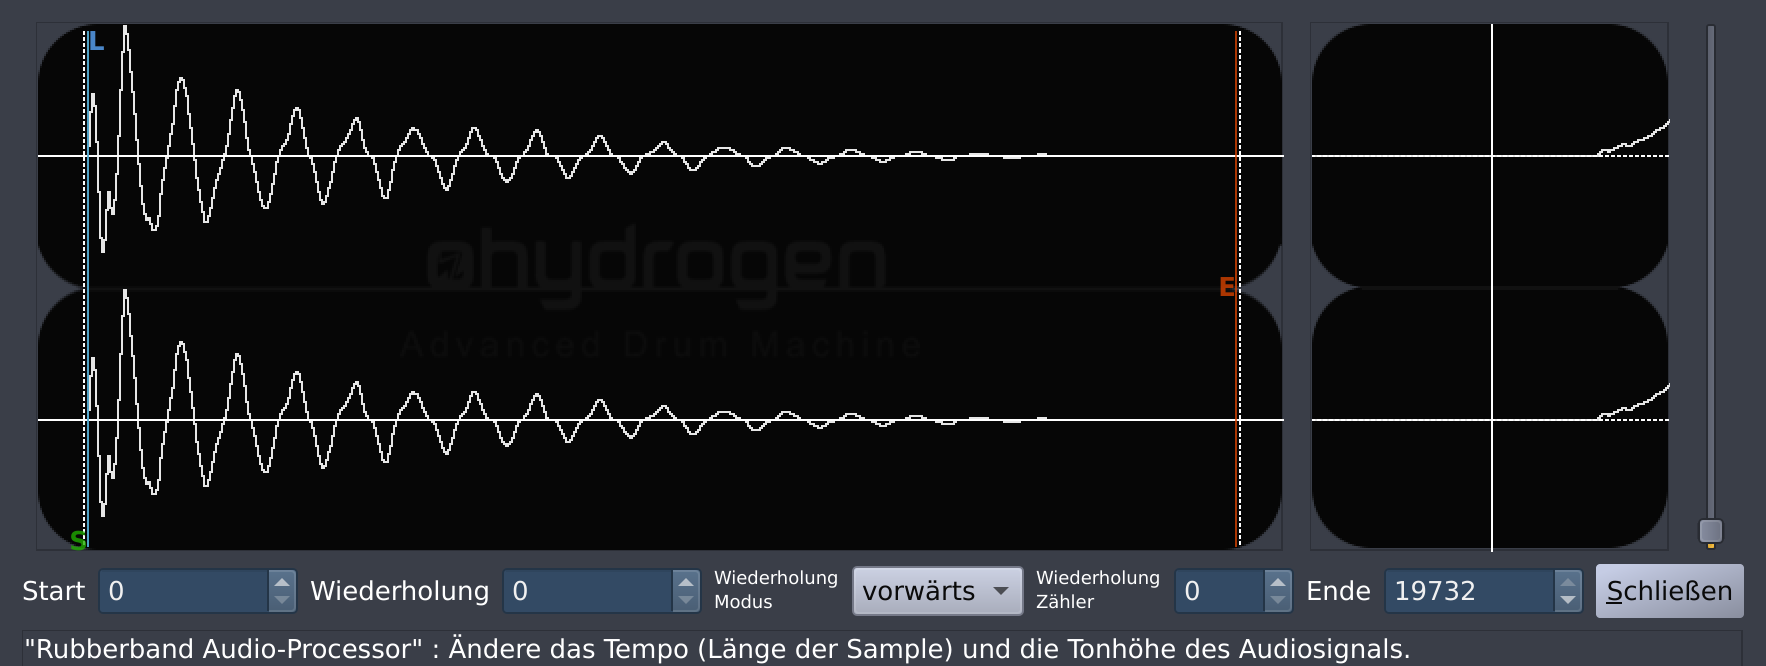 L
hydrogen
E
Advanced Drum Machine
S
Start 0 Wiederholung 0 Wiederholung Modus vorwärts Wiederholung Zähler 0 Ende 19732 Schließen
"Rubberband Audio-Processor" : Ändere das Tempo (Länge der Sample) und die Tonhöhe des Audiosignals.